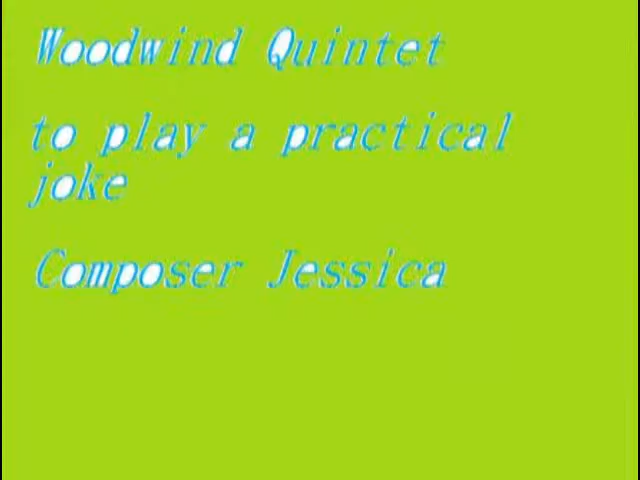 Woodwind Quintet
to play a practical
joke
Composer Jessica